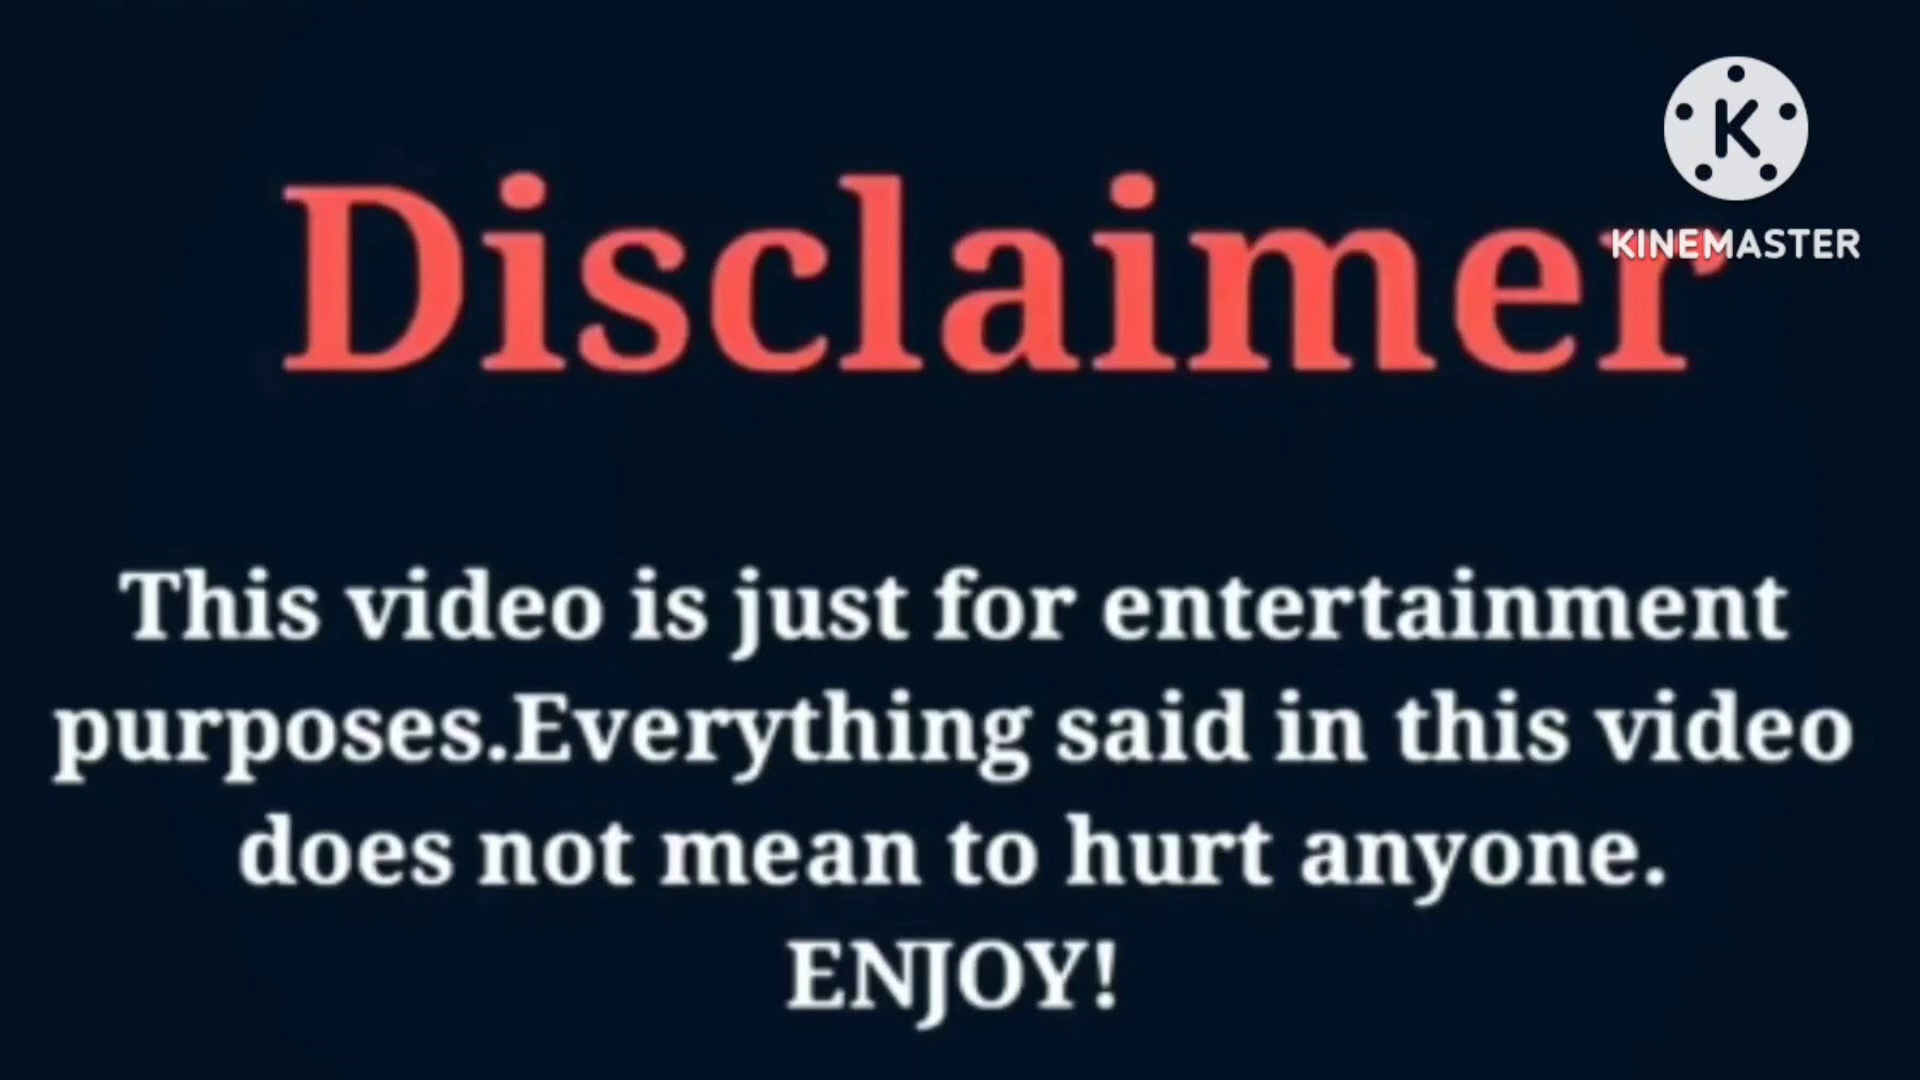 K
KINEMASTER
Disclaimer
This video is just for entertainment
purposes.Everything said in this video
does not mean to hurt anyone.
ENJOY!